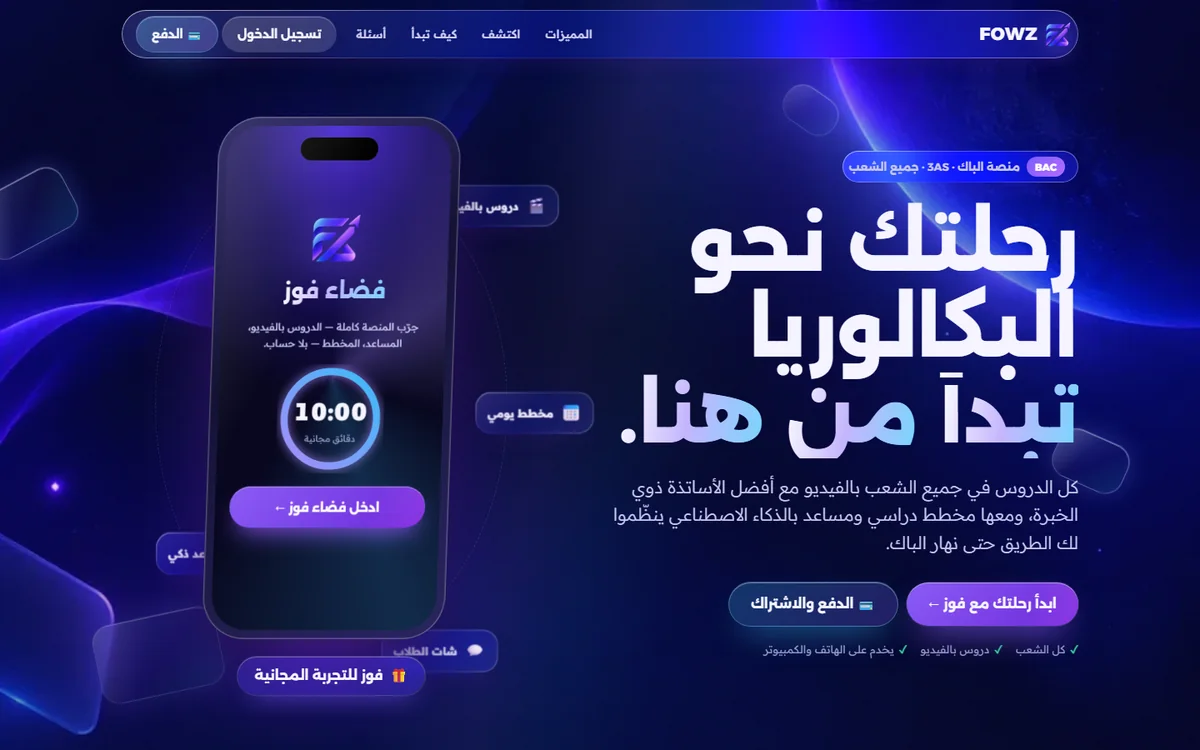 FOWZ
المميزات
اكتشف
كيف تبدأ
أسئلة
تسجيل الدخول
الدفع
BAC منصة الباك · 3AS · جميع الشعب
رحلتك نحو
البكالوريا
تبدأ من هنا.
كل الدروس في جميع الشعب بالفيديو مع أفضل الأساتذة ذوي
الخبرة، ومعها مخطط دراسي ومساعد بالذكاء الاصطناعي ينظّموا
لك الطريق حتى نهار الباك.
ابدأ رحلتك مع فوز ←
الدفع والاشتراك
✓ كل الشعب ✓ دروس بالفيديو ✓ يخدم على الهاتف والكمبيوتر
دروس
مخطط يومي
ذكي
شات الطلاب
فضاء فوز
جرّب المنصة كاملة — الدروس بالفيديو،
المساعد، المخطط — بلا حساب.
10:00
دقائق مجانية
ادخل فضاء فوز ←
فوز للتجربة المجانية